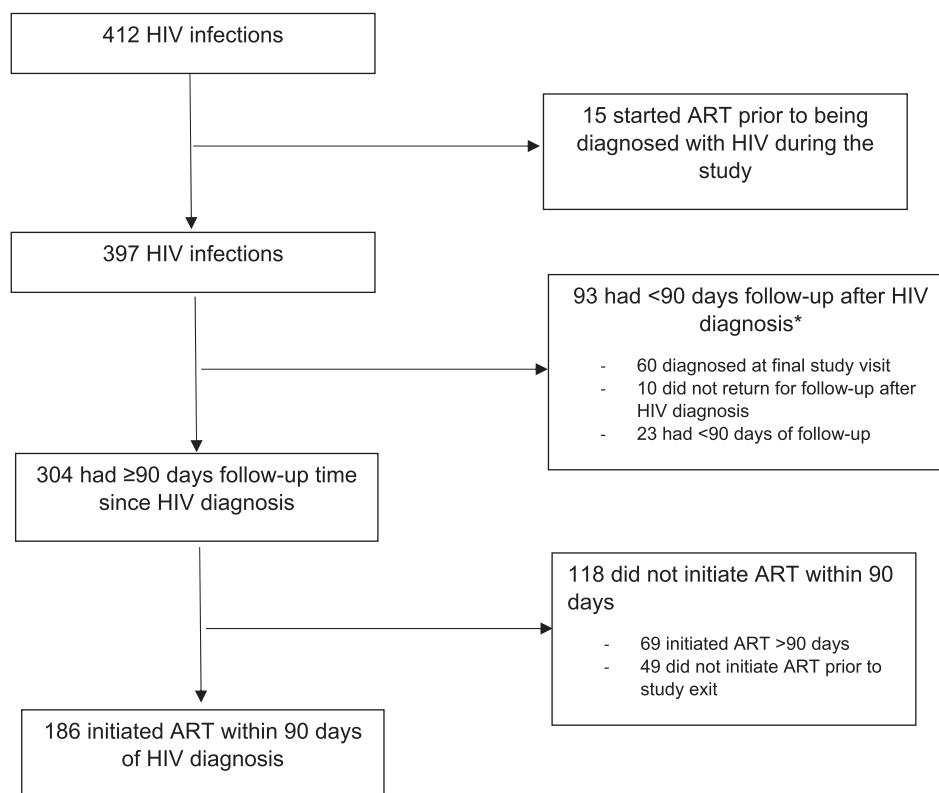 412 HIV infections
15 started ART prior to being
diagnosed with HIV during the
study
397 HIV infections
93 had <90 days follow-up after HIV
diagnosis*
- 60 diagnosed at final study visit
- 10 did not return for follow-up after
HIV diagnosis
- 23 had <90 days of follow-up
304 had ≥90 days follow-up time
since HIV diagnosis
118 did not initiate ART within 90
days
- 69 initiated ART >90 days
- 49 did not initiate ART prior to
study exit
186 initiated ART within 90 days
of HIV diagnosis